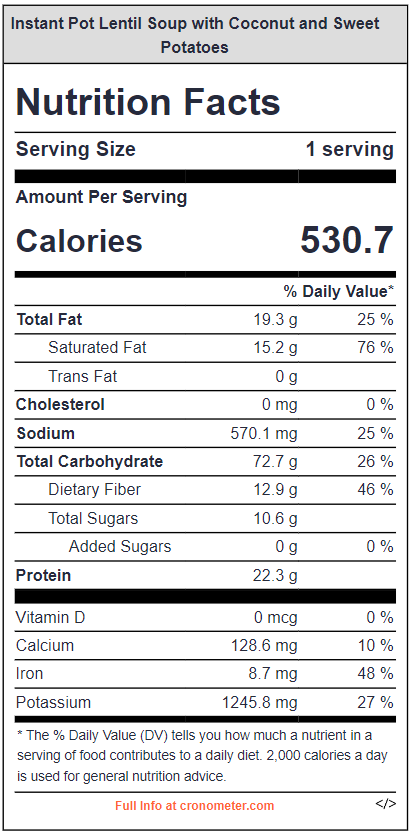 Instant Pot Lentil Soup with Coconut and Sweet
Potatoes
Nutrition Facts
Serving Size 1 serving
Amount Per Serving
Calories 530.7
% Daily Value*
Total Fat 19.3 g 25 %
Saturated Fat 15.2 g 76 %
Trans Fat 0 g
Cholesterol 0 mg 0 %
Sodium 570.1 mg 25 %
Total Carbohydrate 72.7 g 26 %
Dietary Fiber 12.9 g 46 %
Total Sugars 10.6 g
Added Sugars 0 g 0 %
Protein 22.3 g
Vitamin D 0 mcg 0 %
Calcium 128.6 mg 10 %
Iron 8.7 mg 48 %
Potassium 1245.8 mg 27 %
* The % Daily Value (DV) tells you how much a nutrient in a
serving of food contributes to a daily diet. 2,000 calories a day
is used for general nutrition advice.
Full Info at cronometer.com </>